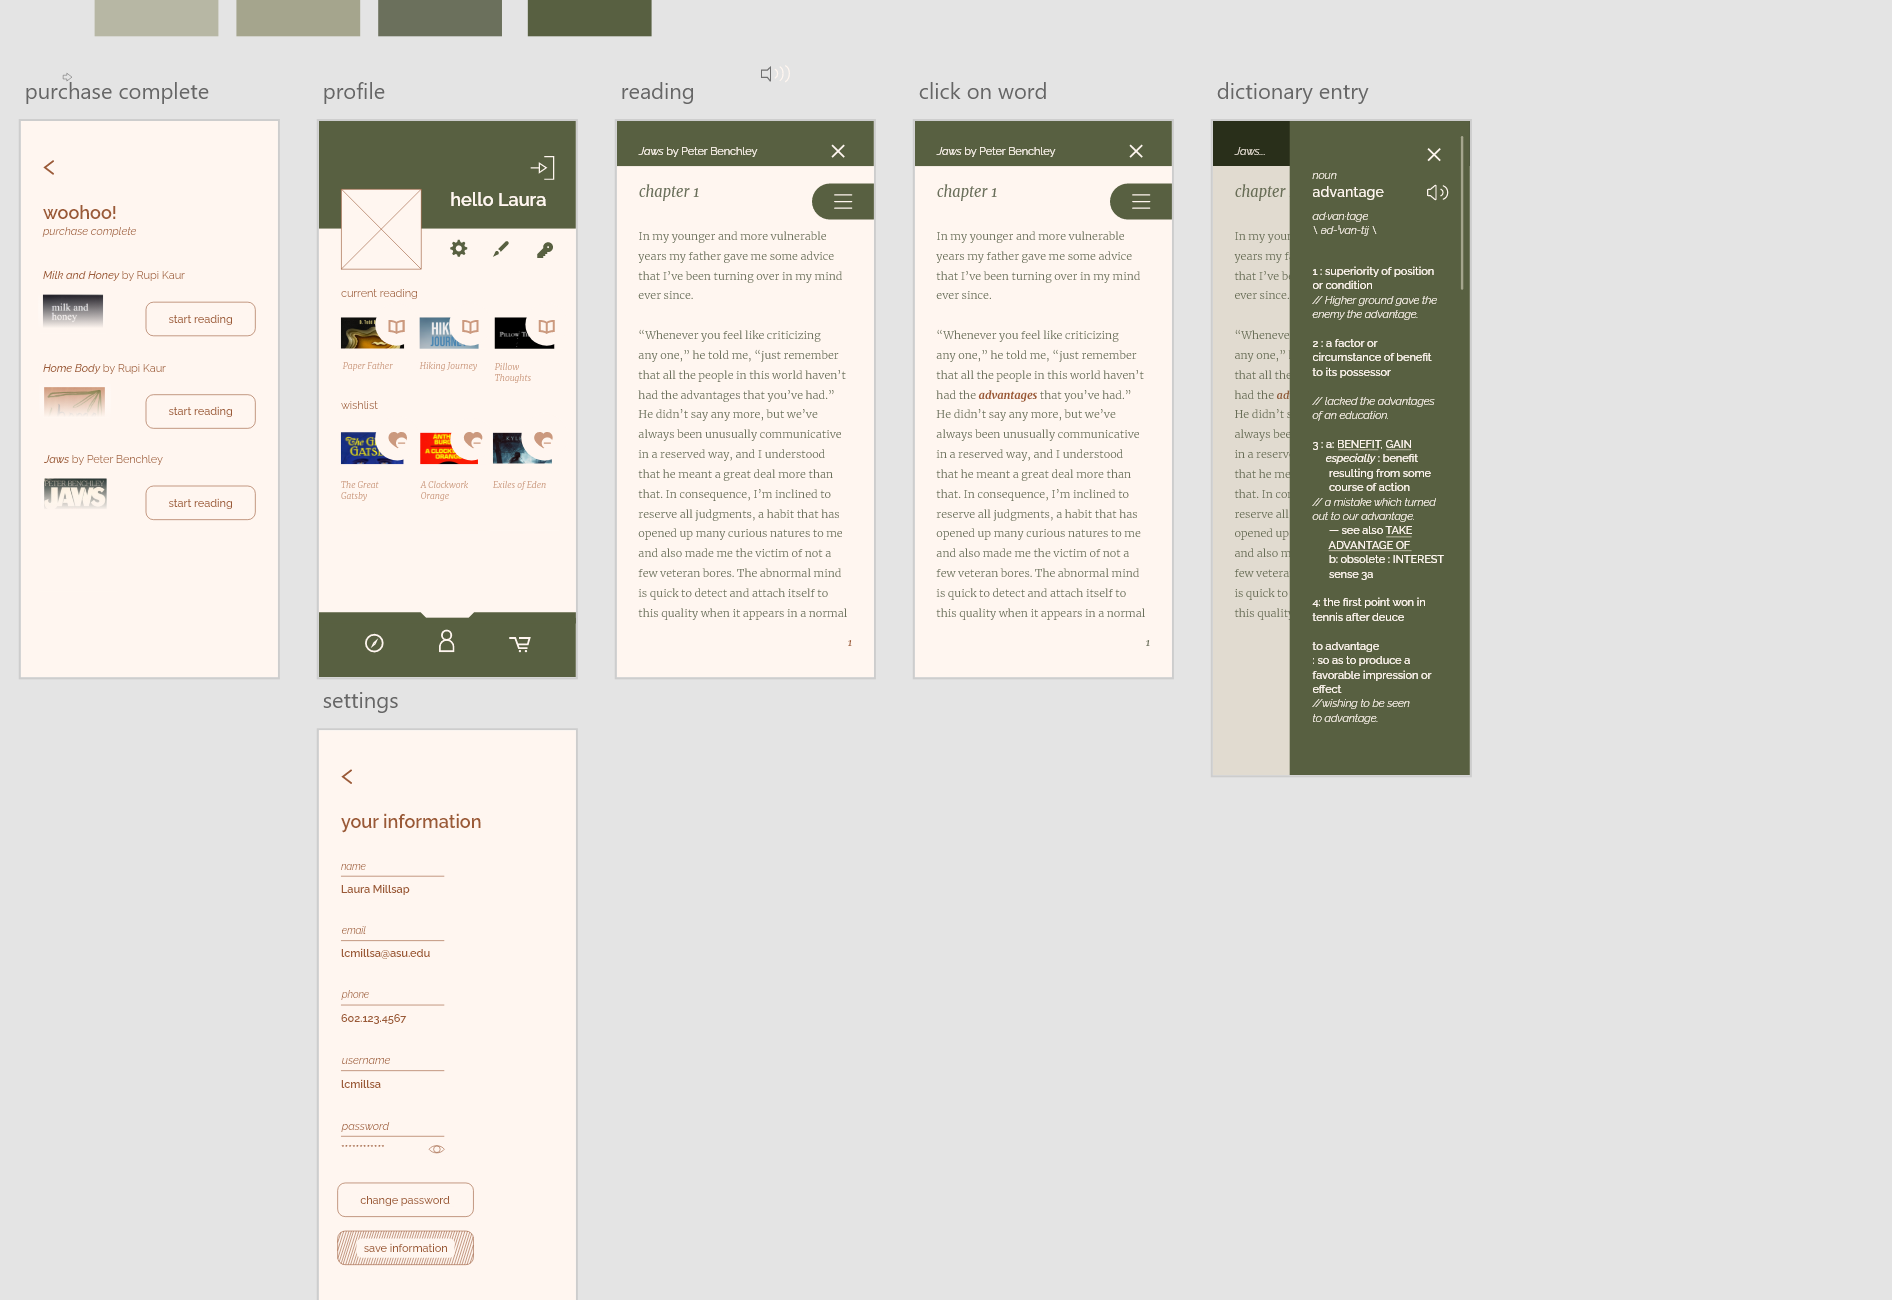 purchase complete
woohoo!
purchase complete
Milk and Honey by Rupi Kaur
milk and
honey
start reading
Home Body by Rupi Kaur
start reading
Jaws by Peter Benchley
PETER BENCHLEY
JAWS
start reading
profile
hello Laura
current reading
HIK
JOURN
Paper Father
Hiking Journey
Pillow
Thoughts
wishlist
The Great
Gatsby
A Clockwork
Orange
Exiles of Eden
settings
your information
name
Laura Millsap
email
lcmillsa@asu.edu
phone
602.123.4567
username
lcmillsa
password
change password
save information
reading
Jaws by Peter Benchley
chapter 1
In my younger and more vulnerable
years my father gave me some advice
that I’ve been turning over in my mind
ever since.
“Whenever you feel like criticizing
any one,” he told me, “just remember
that all the people in this world haven’t
had the advantages that you’ve had.”
He didn’t say any more, but we’ve
always been unusually communicative
in a reserved way, and I understood
that he meant a great deal more than
that. In consequence, I’m inclined to
reserve all judgments, a habit that has
opened up many curious natures to me
and also made me the victim of not a
few veteran bores. The abnormal mind
is quick to detect and attach itself to
this quality when it appears in a normal
1
click on word
Jaws by Peter Benchley
chapter 1
In my younger and more vulnerable
years my father gave me some advice
that I’ve been turning over in my mind
ever since.
“Whenever you feel like criticizing
any one,” he told me, “just remember
that all the people in this world haven’t
had the advantages that you’ve had.”
He didn’t say any more, but we’ve
always been unusually communicative
in a reserved way, and I understood
that he meant a great deal more than
that. In consequence, I’m inclined to
reserve all judgments, a habit that has
opened up many curious natures to me
and also made me the victim of not a
few veteran bores. The abnormal mind
is quick to detect and attach itself to
this quality when it appears in a normal
1
dictionary entry
Jaws...
chapter
In my your
years my f
that I’ve b
ever since.
“Wheneve
any one,”
that all the
had the ad
He didn’t s
always bee
in a reserv
that he me
that. In con
reserve all
opened up
and also m
few vetera
is quick to
this quality
noun
advantage
ad·van·tage
\ əd-ˈvan-tij \
1 : superiority of position
or condition
// Higher ground gave the
enemy the advantage.
2 : a factor or
circumstance of benefit
to its possessor
// lacked the advantages
of an education.
3 : a: BENEFIT, GAIN
especially : benefit
resulting from some
course of action
// a mistake which turned
out to our advantage.
— see also TAKE
ADVANTAGE OF
b: obsolete : INTEREST
sense 3a
4: the first point won in
tennis after deuce
to advantage
: so as to produce a
favorable impression or
effect
//wishing to be seen
to advantage.